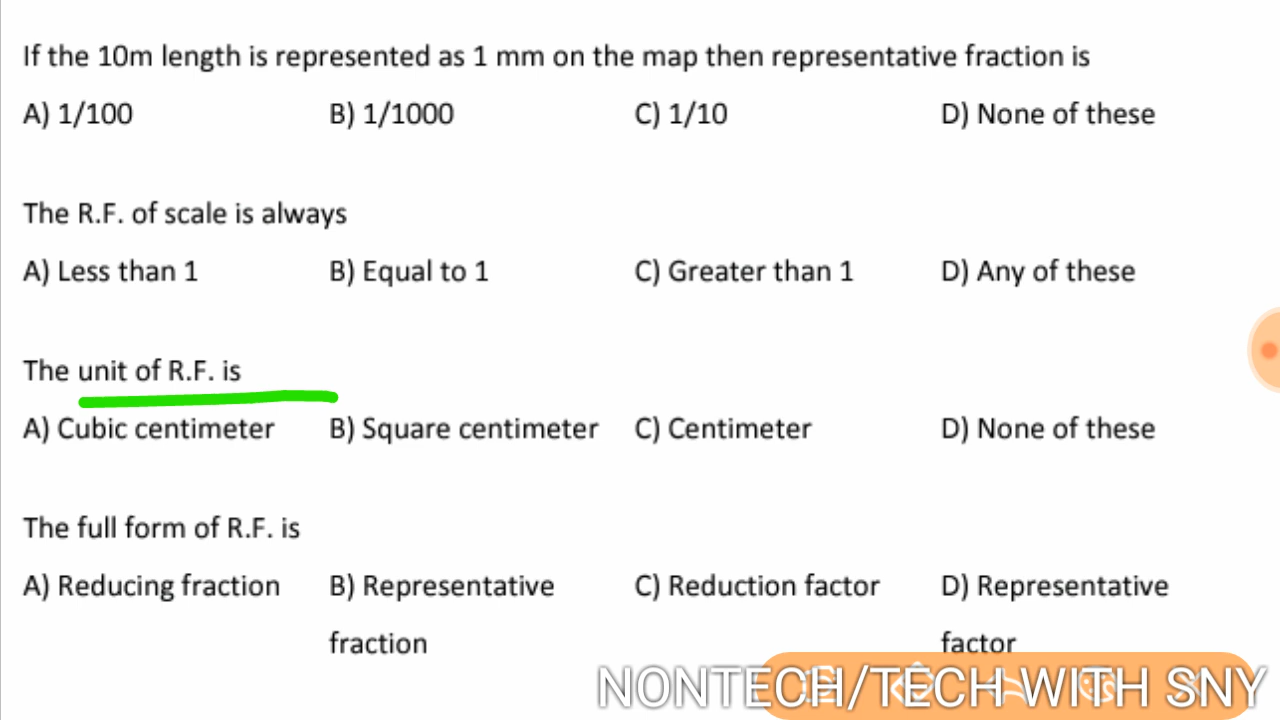 If the 10m length is represented as 1 mm on the map then representative fraction is
A) 1/100 B) 1/1000 C) 1/10 D) None of these
The R.F. of scale is always
A) Less than 1 B) Equal to 1 C) Greater than 1 D) Any of these
The unit of R.F. is
A) Cubic centimeter B) Square centimeter C) Centimeter D) None of these
The full form of R.F. is
A) Reducing fraction B) Representative C) Reduction factor D) Representative
fraction factor
NONTECH/TECH WITH SNY